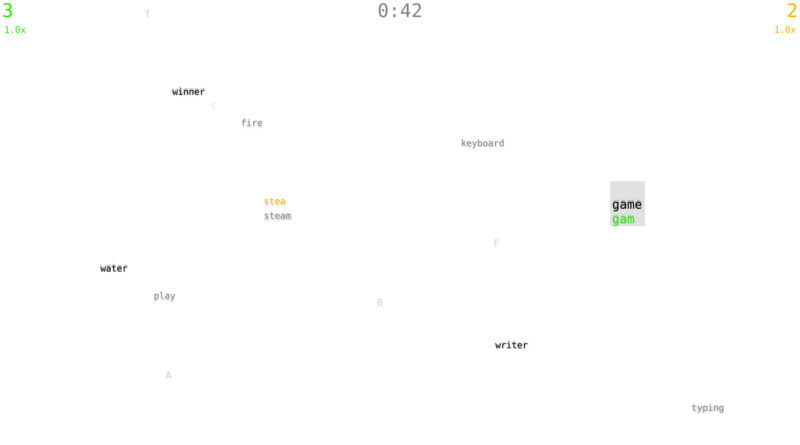 3 T 0:42 2
1.0x 1.0x
winner
C
fire
keyboard
stea
steam
game
gam
F
water
play
B
writer
A
typing